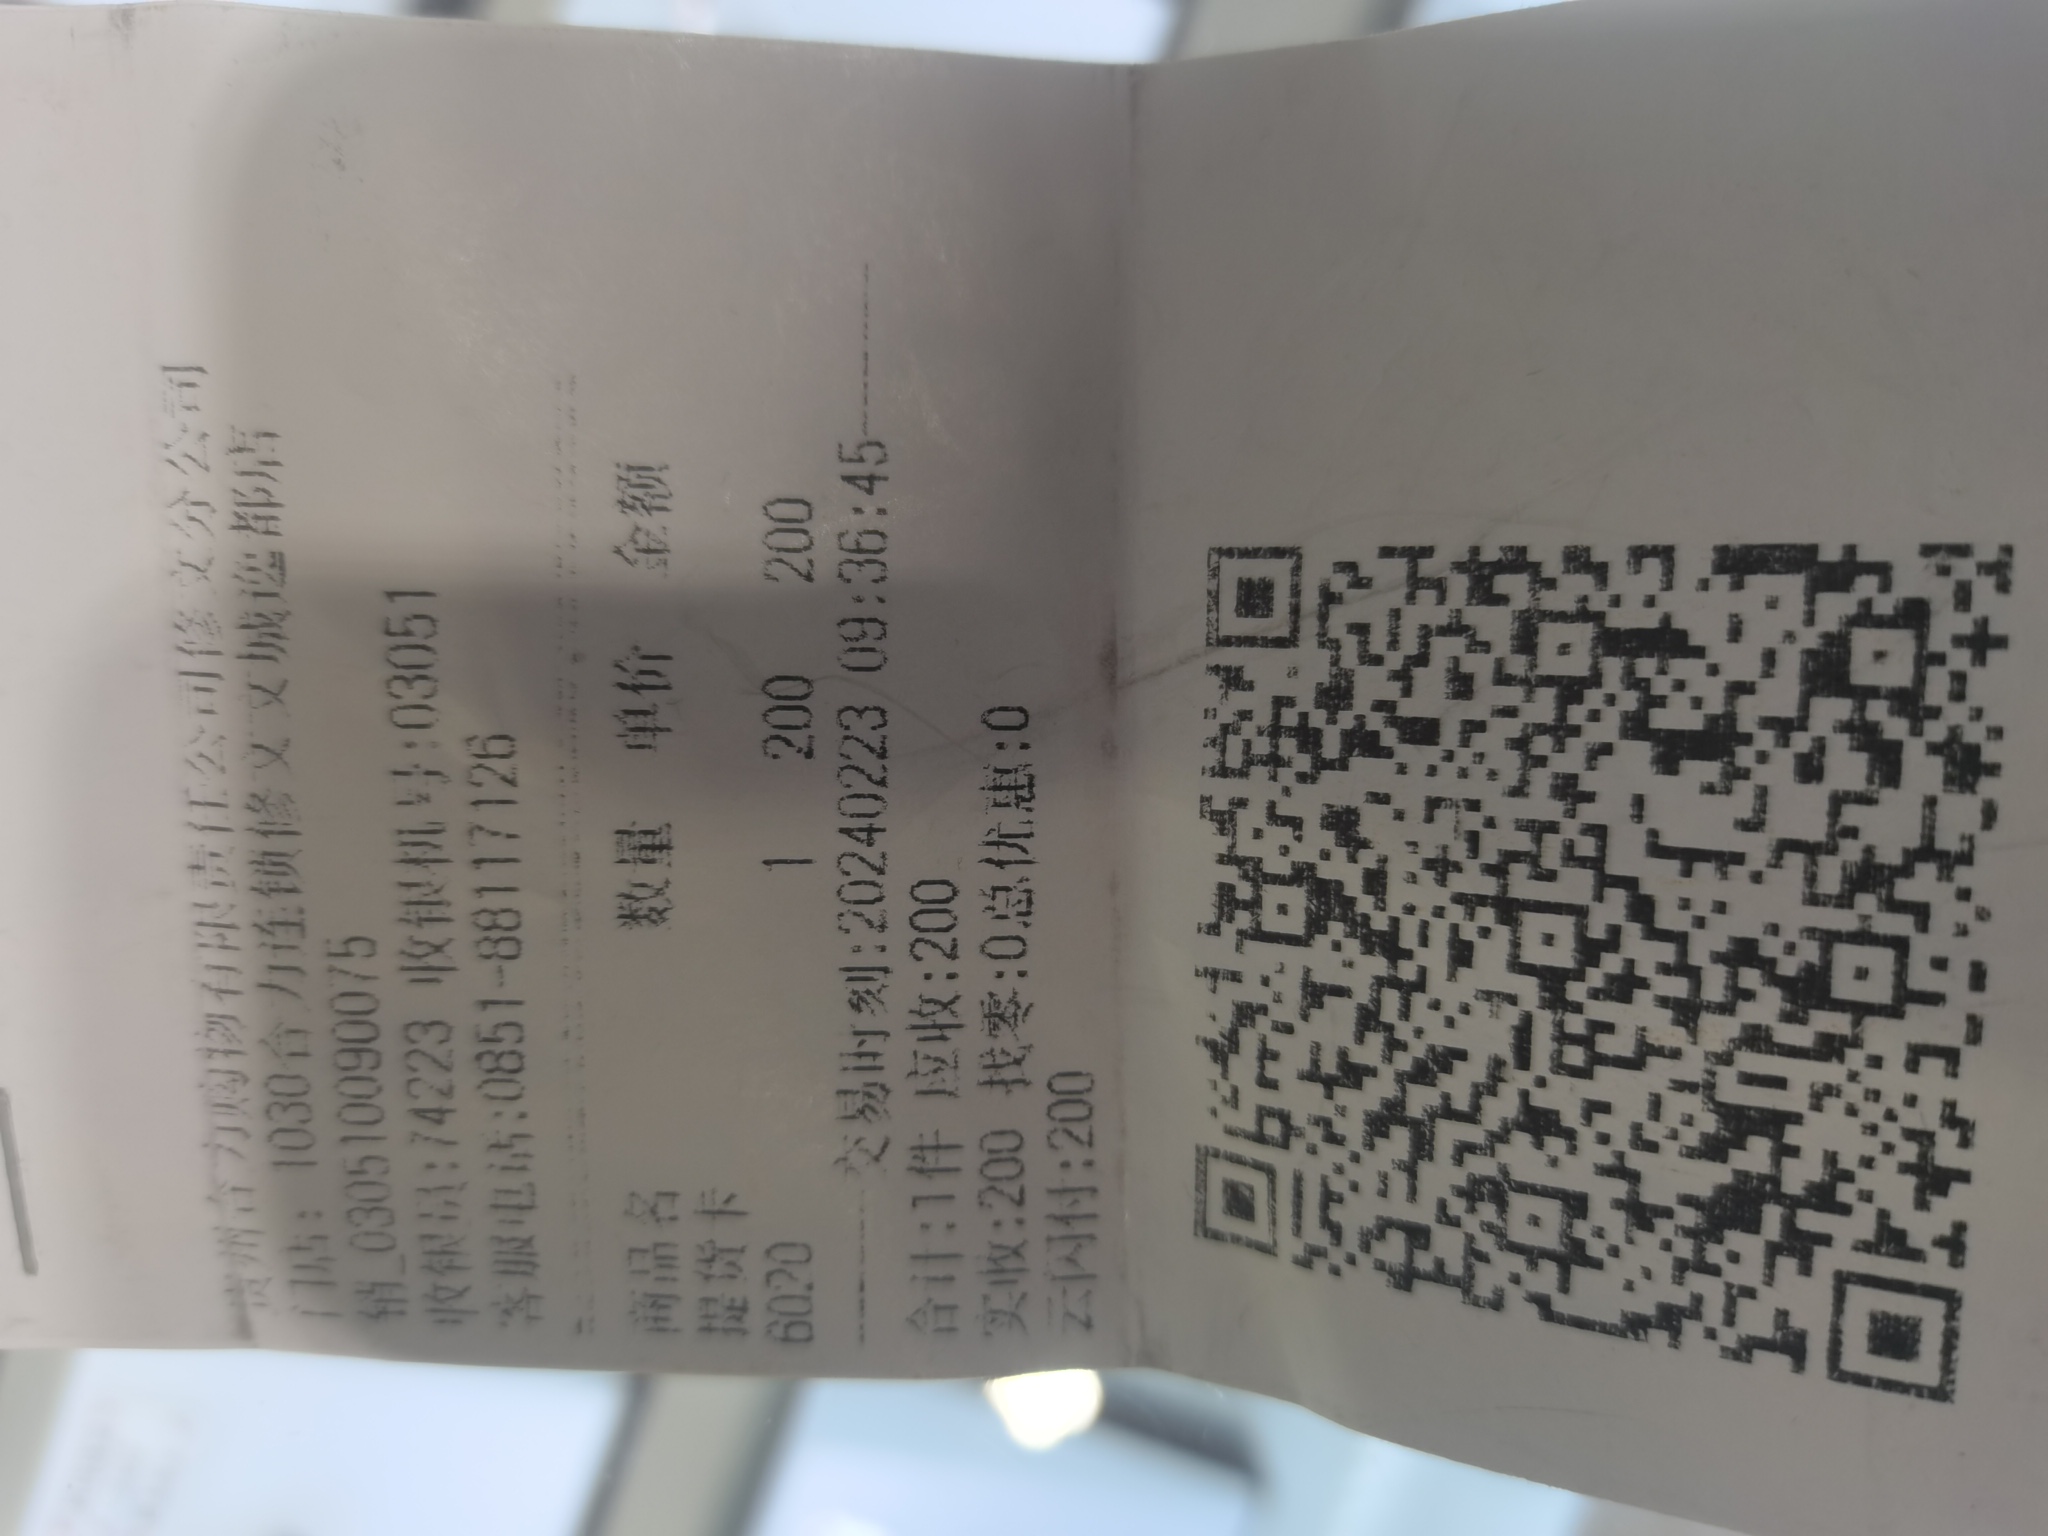 贵州合力购物有限责任公司修文分公司
门店: 1030合力连锁修文文城逸都店
销_030510090075
收银员:74223 收银机号:03051
客服电话:0851-88117126
商品名 数量 单价 金额
提货卡
6020 1 200 200
交易时刻:20240223 09:36:45
合计:1件 应收:200
实收:200 找零:0总优惠:0
云闪付:200